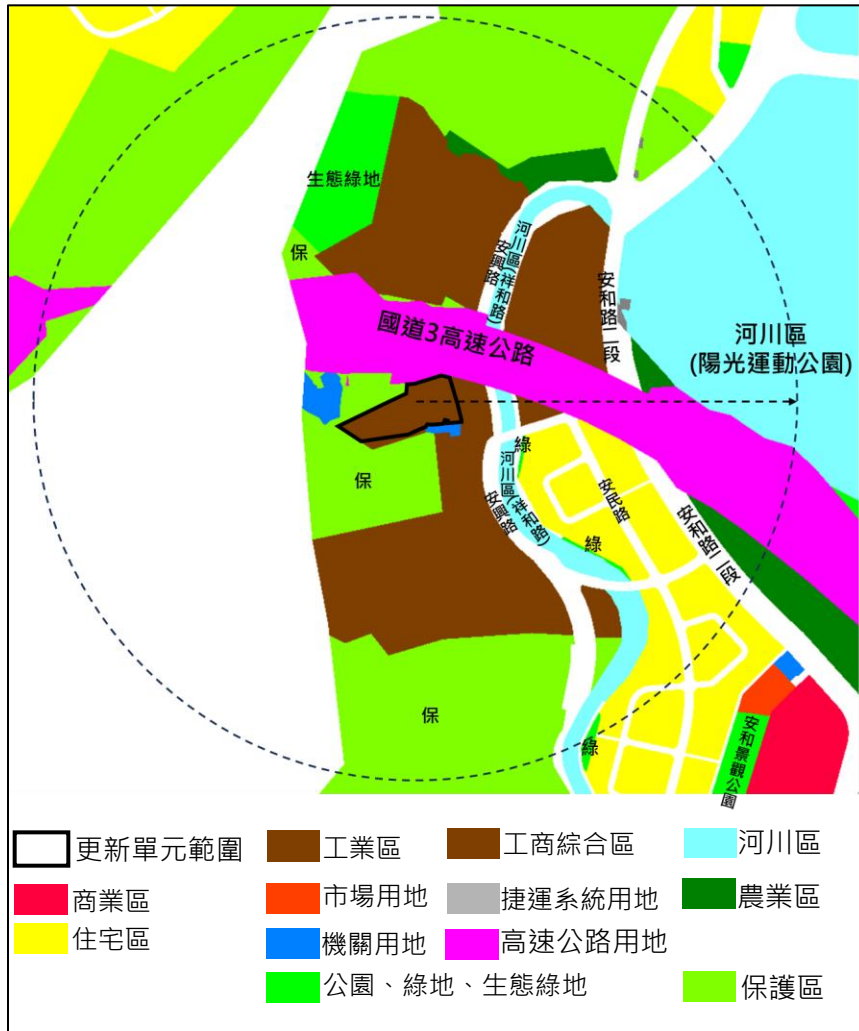 生態綠地
保
安興路
河川區(祥和路)
安和路二段
國道3高速公路
河川區
(陽光運動公園)
保
綠
安興路
河川區(祥和路)
安民路
綠
安和路二段
保
綠
安和景觀公園
更新單元範圍
工業區
工商綜合區
河川區
商業區
市場用地
捷運系統用地
農業區
住宅區
機關用地
高速公路用地
公園、綠地、生態綠地
保護區